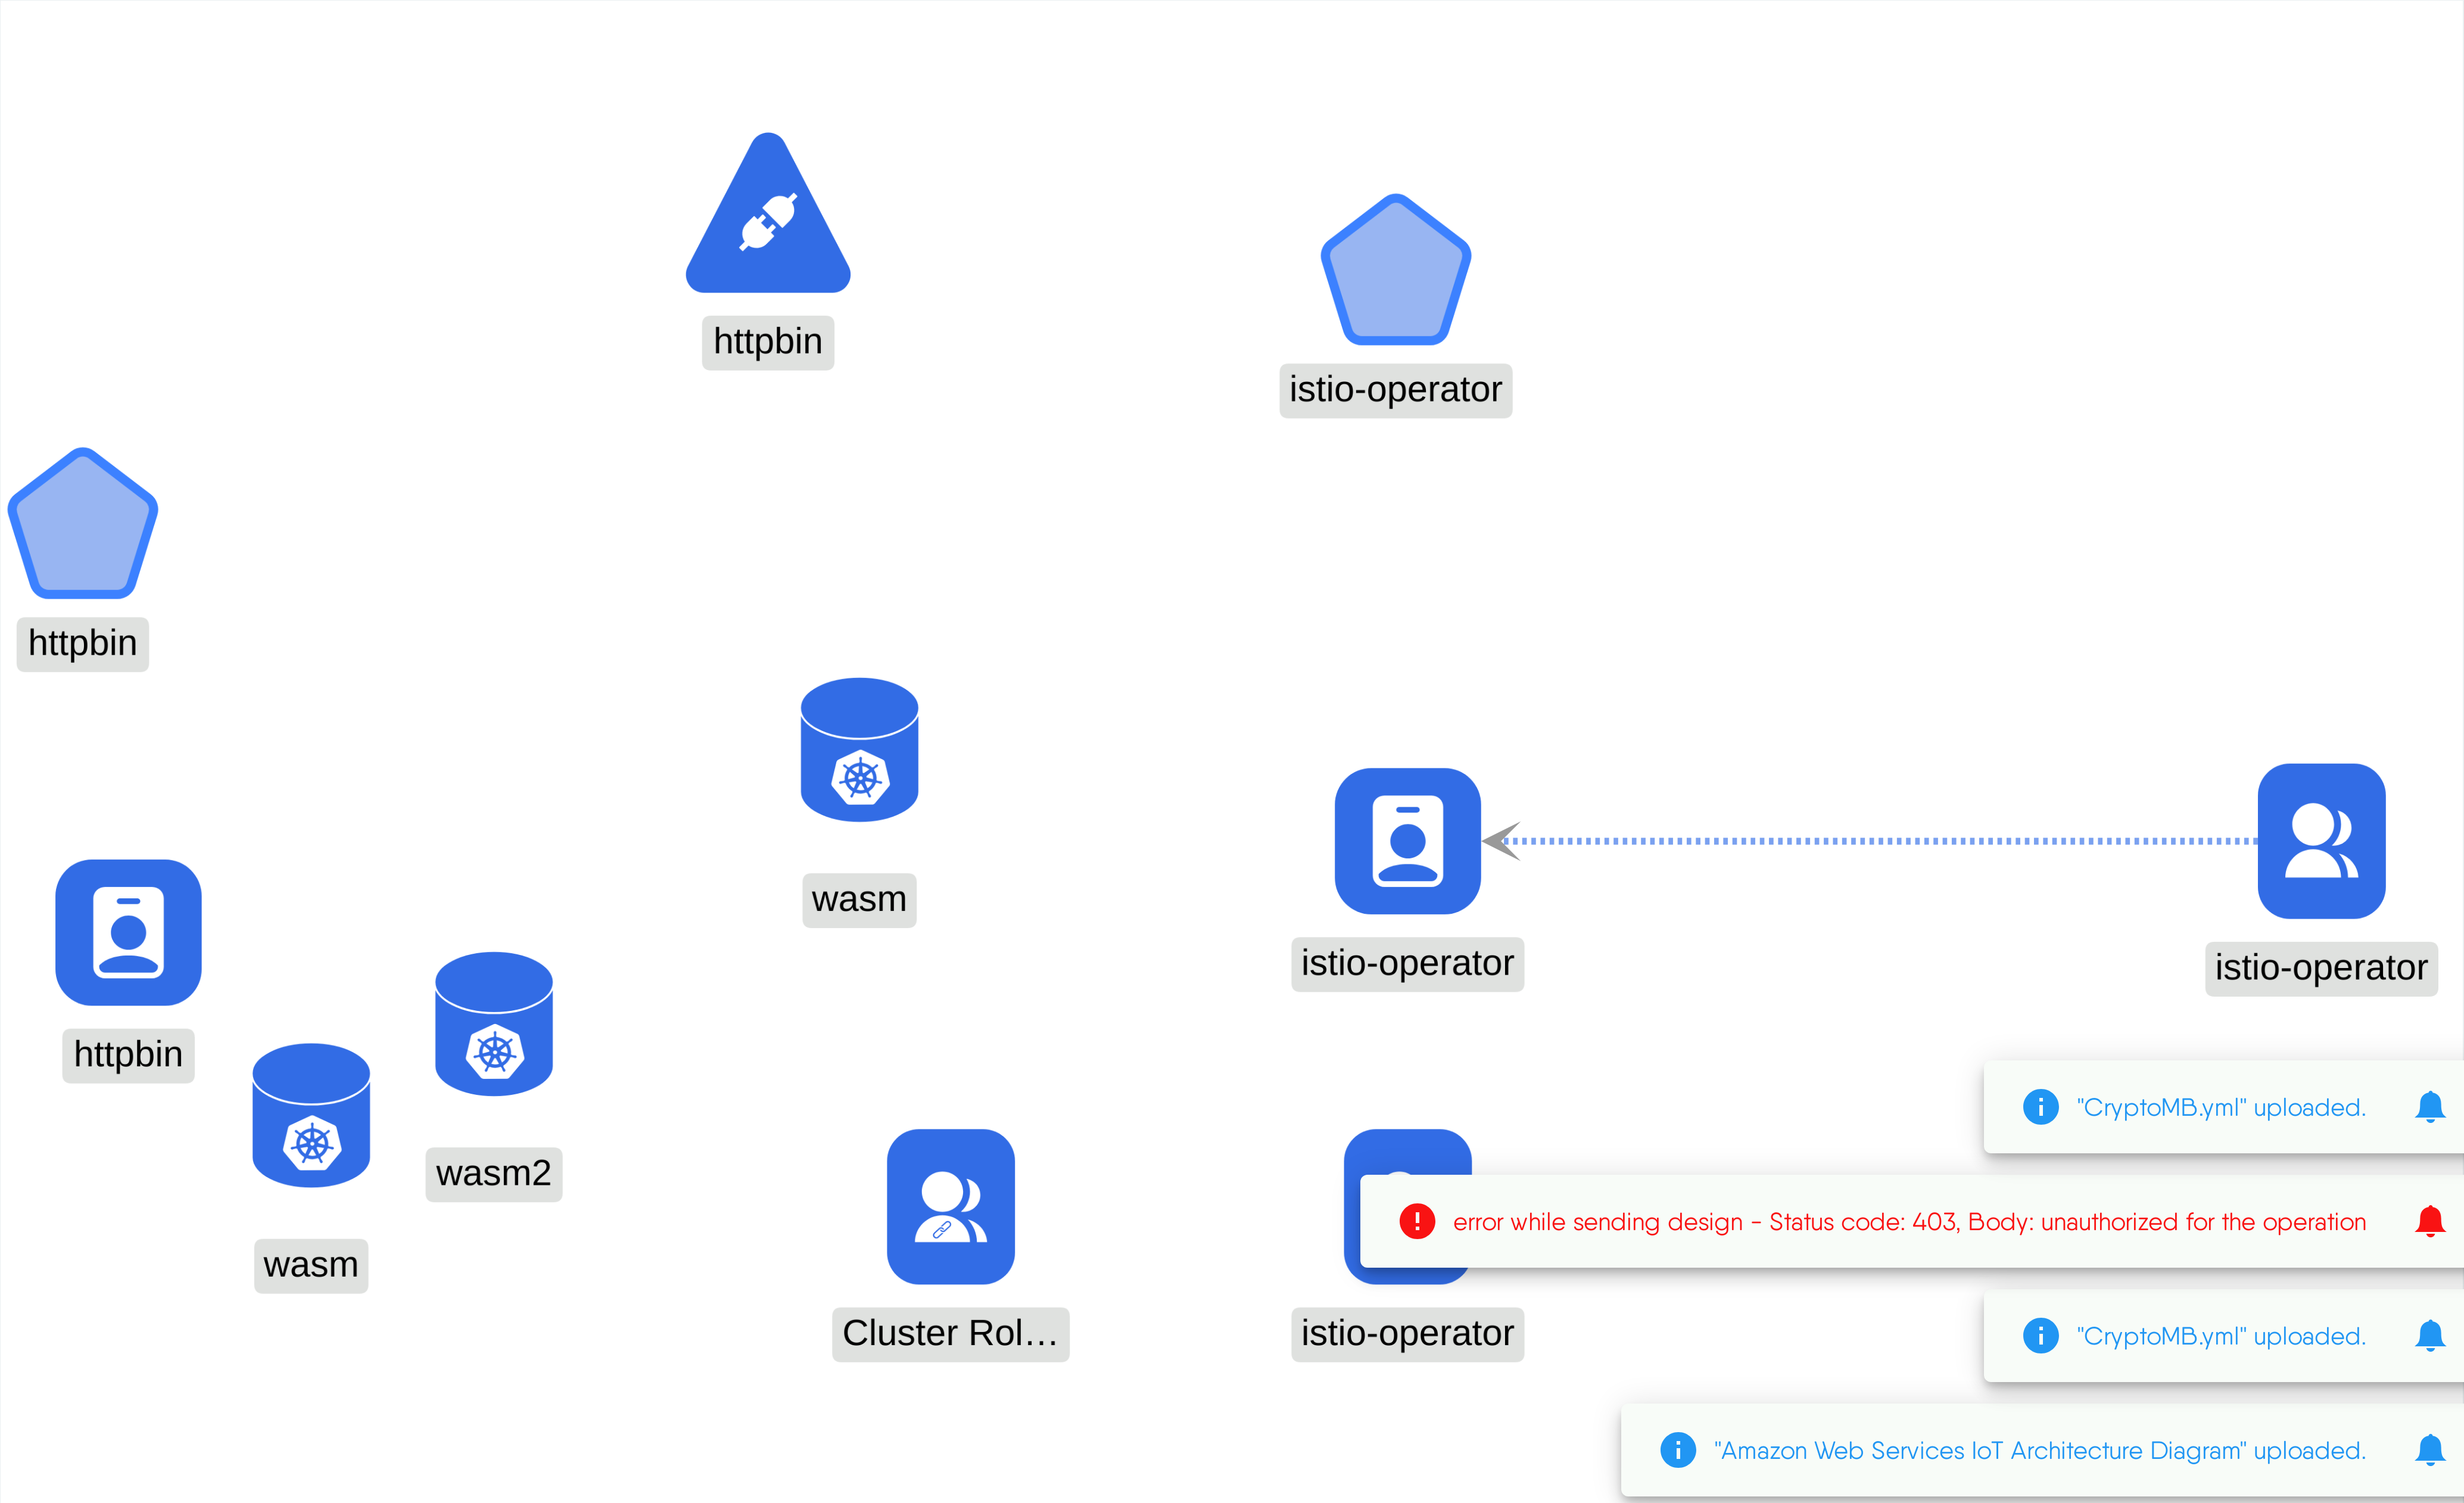 httpbin
istio-operator
httpbin
wasm
istio-operator
istio-operator
httpbin
wasm2
wasm
Cluster Rol…
istio-operator
"CryptoMB.yml" uploaded.
error while sending design - Status code: 403, Body: unauthorized for the operation
"CryptoMB.yml" uploaded.
"Amazon Web Services IoT Architecture Diagram" uploaded.